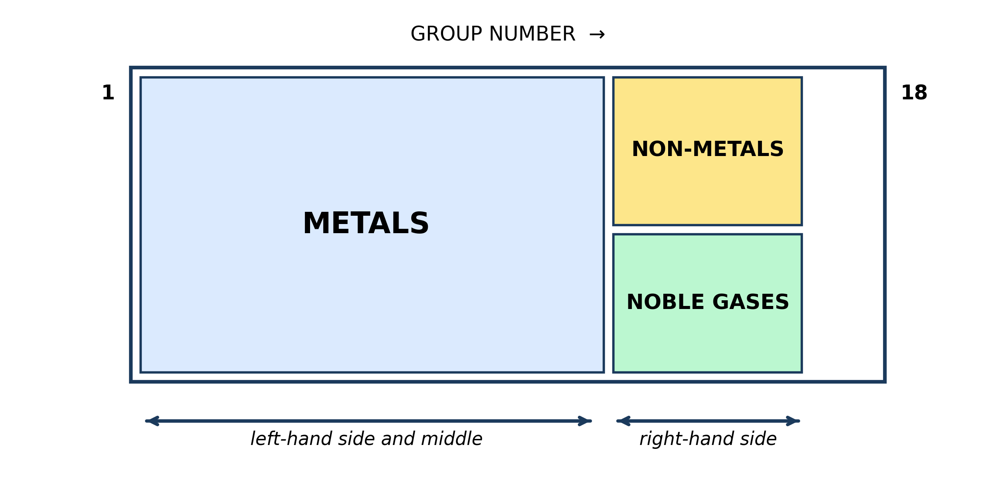 GROUP NUMBER →
1
18
METALS
NON-METALS
NOBLE GASES
left-hand side and middle
right-hand side